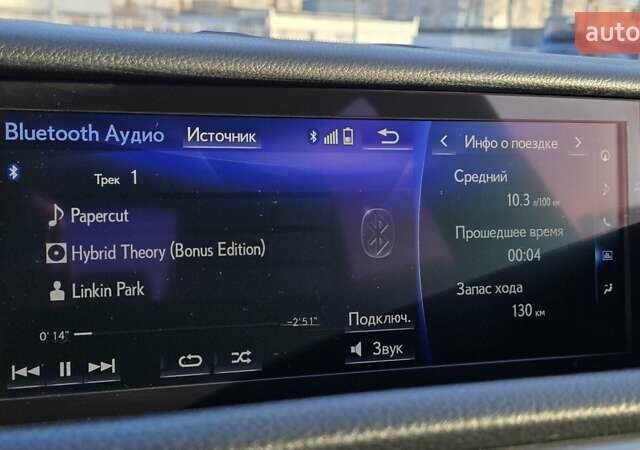 auto
Bluetooth Аудио
Источник
Трек 1
Papercut
Hybrid Theory (Bonus Edition)
Linkin Park
0' 14"
-2' 51"
Подключ.
Звук
Инфо о поездке
Средний
10.3 л/100 км
Прошедшее время
00:04
Запас хода
130 км